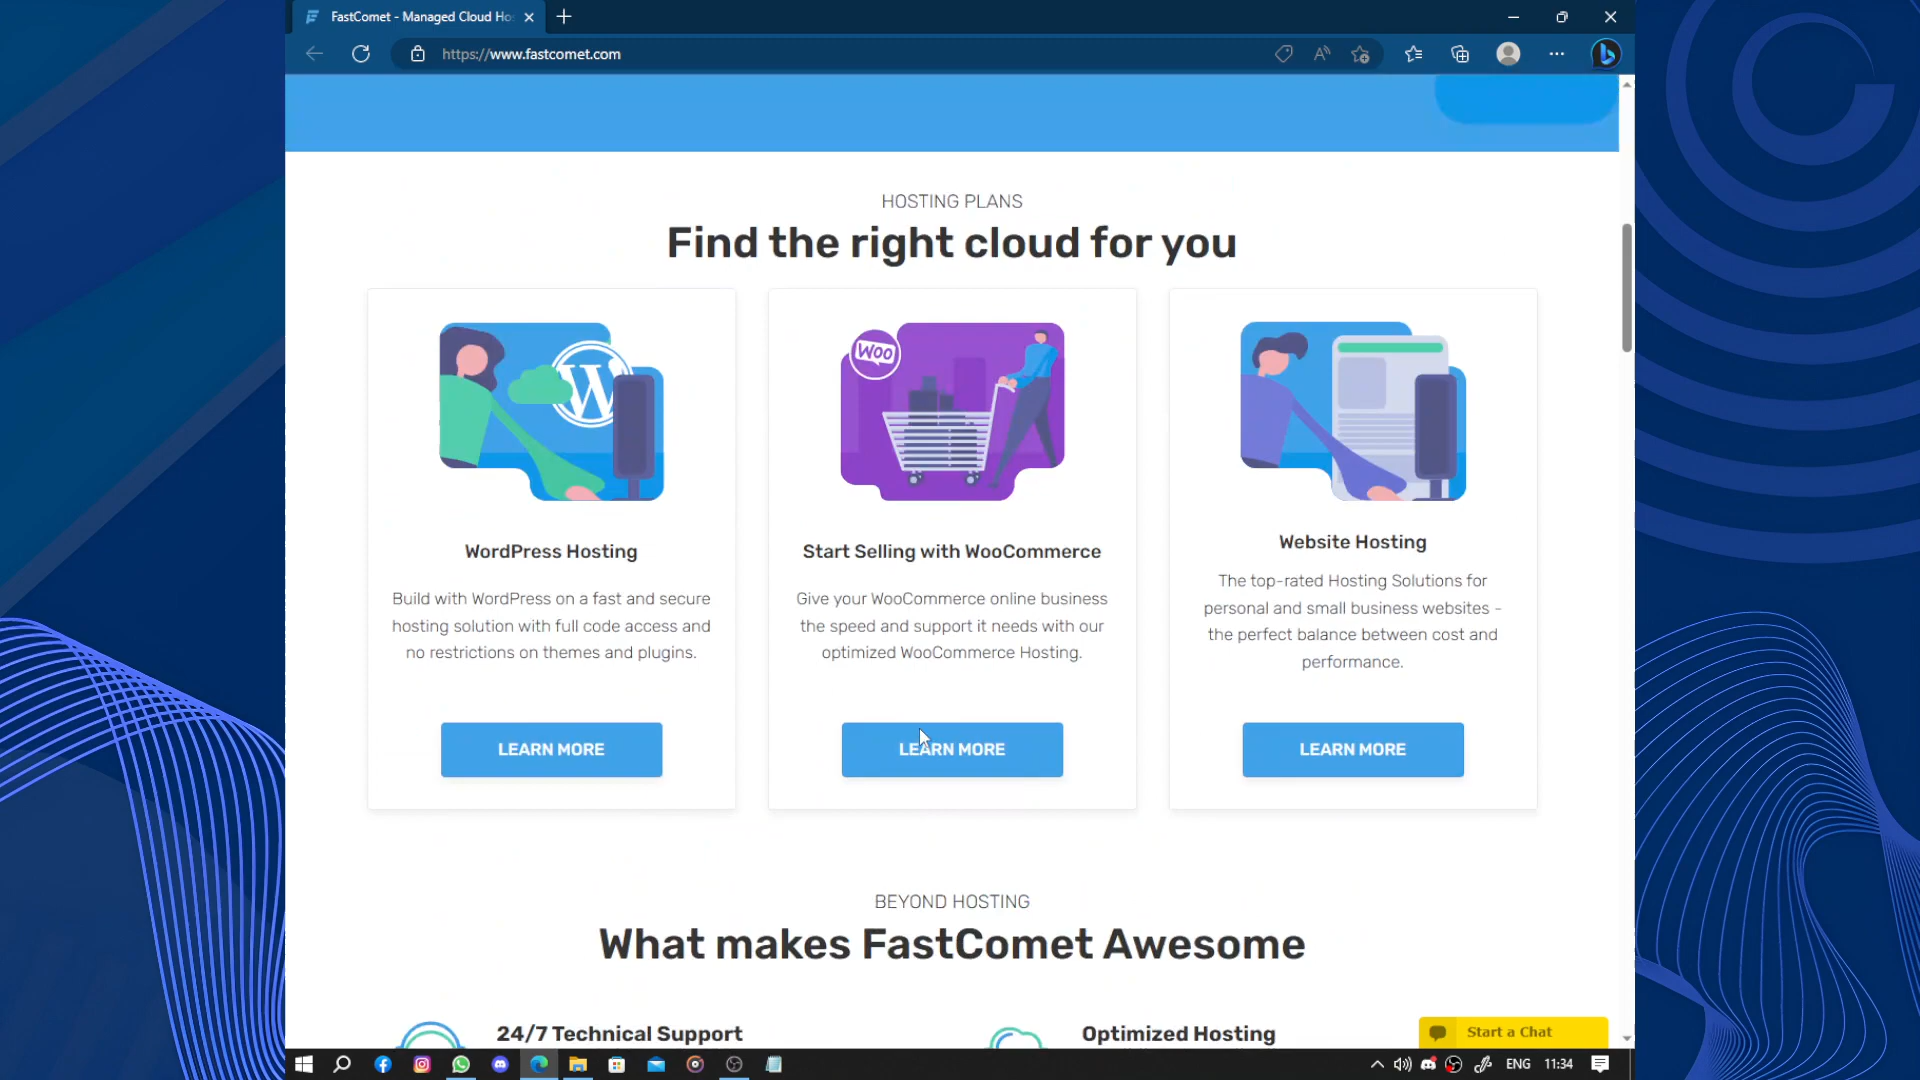 FastComet - Managed Cloud Ho
https://www.fastcomet.com
HOSTING PLANS
Find the right cloud for you
W
WOO
WordPress Hosting
Build with WordPress on a fast and secure
hosting solution with full code access and
no restrictions on themes and plugins.
LEARN MORE
Start Selling with WooCommerce
Give your WooCommerce online business
the speed and support it needs with our
optimized WooCommerce Hosting.
LEARN MORE
Website Hosting
The top-rated Hosting Solutions for
personal and small business websites -
the perfect balance between cost and
performance.
LEARN MORE
BEYOND HOSTING
What makes FastComet Awesome
24/7 Technical Support
Optimized Hosting
Start a Chat
ENG
11:34